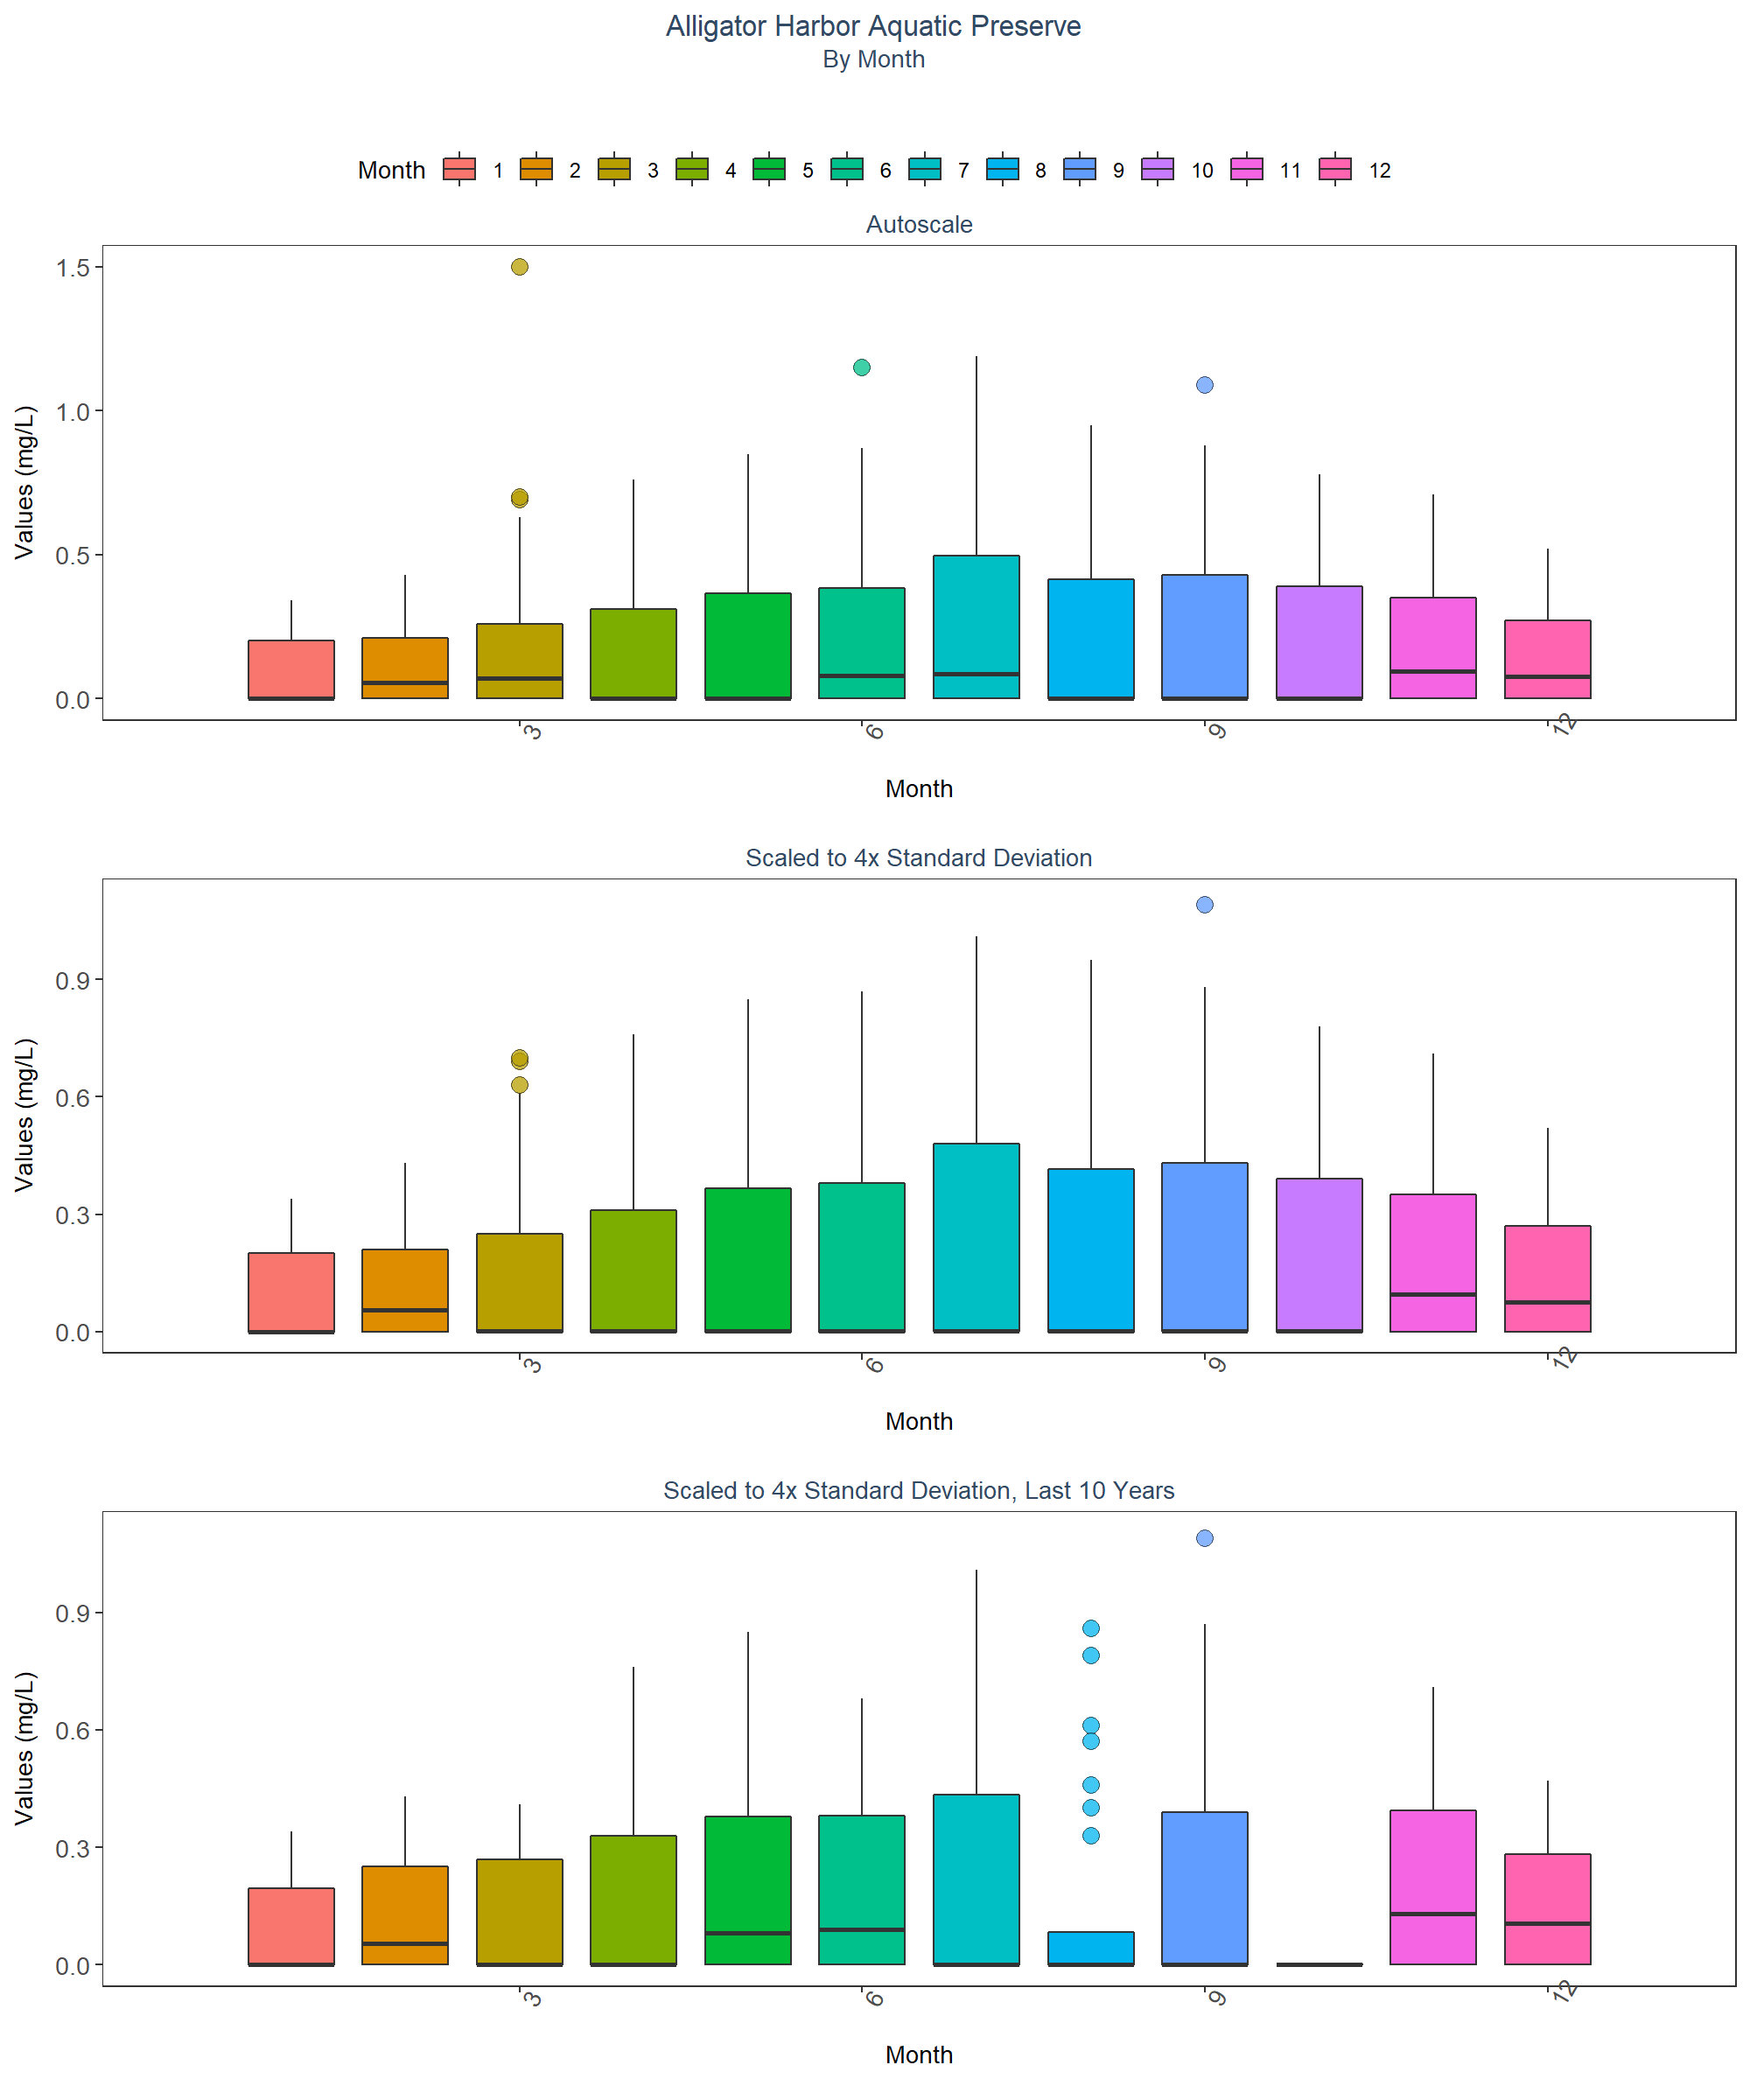 Alligator Harbor Aquatic Preserve
By Month
Month 1 2 3 4 5 6 7 8 9 10 11 12
Autoscale
Values (mg/L)
1.5
1.0
0.5
0.0
3 6 9 12
Month
Scaled to 4x Standard Deviation
Values (mg/L)
0.9
0.6
0.3
0.0
3 6 9 12
Month
Scaled to 4x Standard Deviation, Last 10 Years
Values (mg/L)
0.9
0.6
0.3
0.0
3 6 9 12
Month